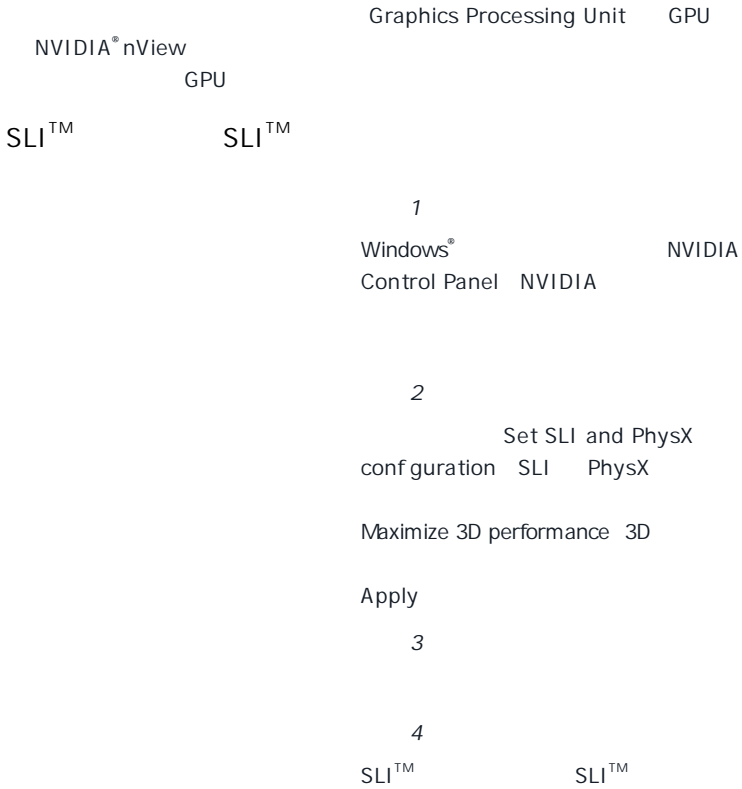 Graphics Processing Unit GPU
NVIDIA® nView
GPU
SLI™ SLI™
1
Windows® NVIDIA
Control Panel NVIDIA
2
Set SLI and PhysX
conf guration SLI PhysX
Maximize 3D performance 3D
Apply
3
4
SLI™ SLI™